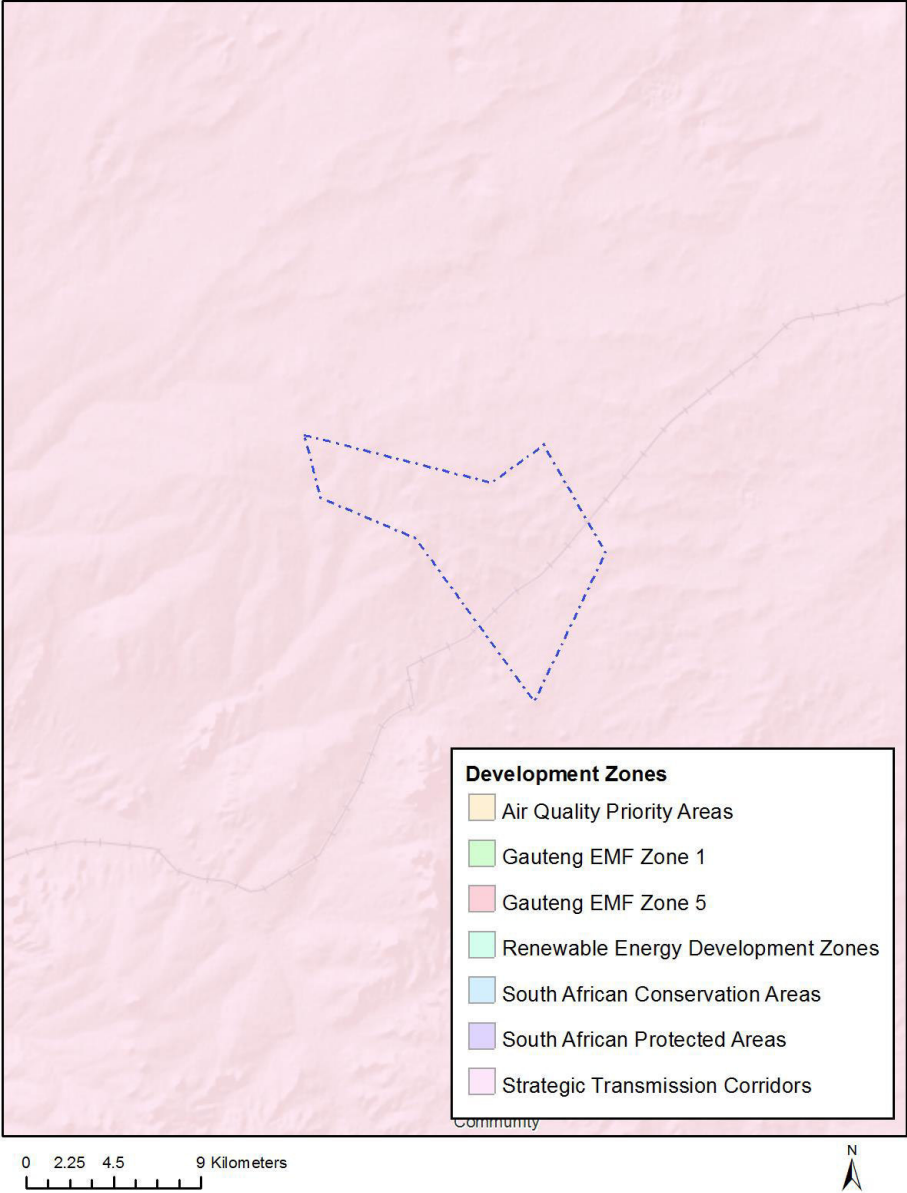 Development Zones
Air Quality Priority Areas
Gauteng EMF Zone 1
Gauteng EMF Zone 5
Renewable Energy Development Zones
South African Conservation Areas
South African Protected Areas
Strategic Transmission Corridors
Community
0 2.25 4.5 9 Kilometers
N